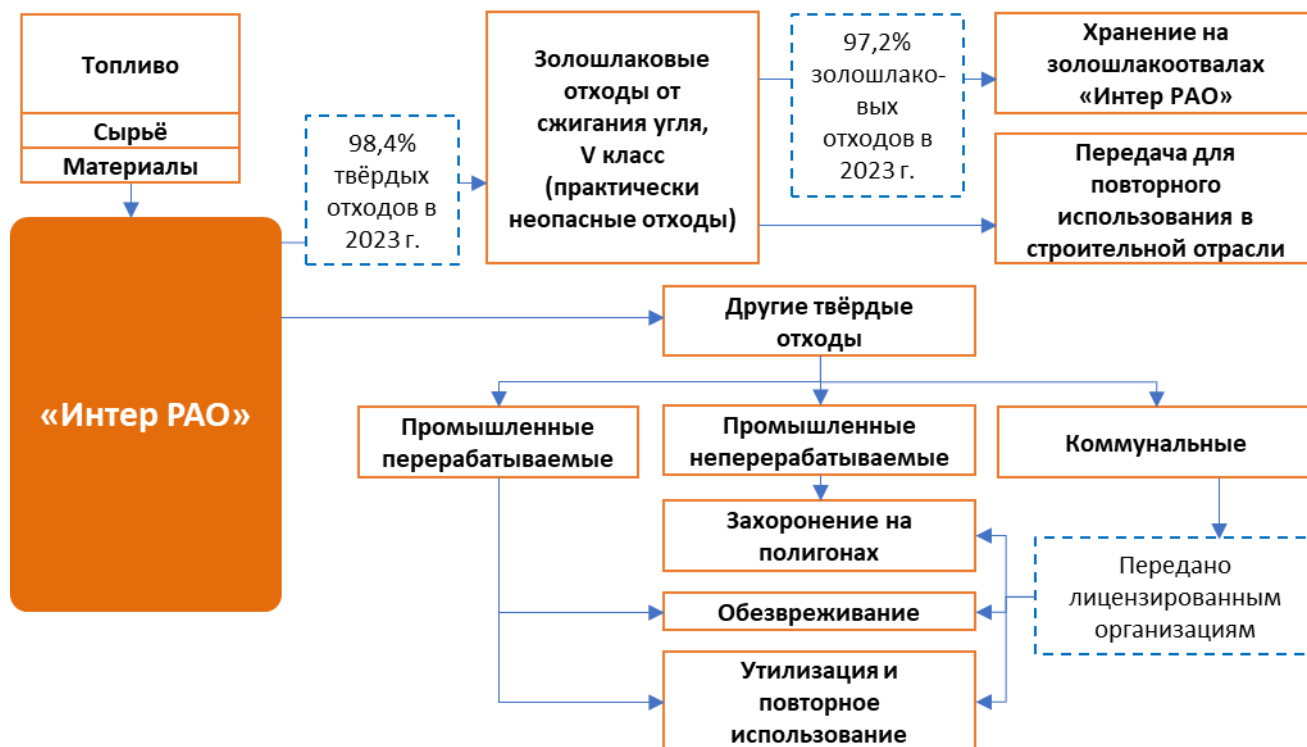 Топливо
Сырьё
Материалы
«Интер РАО»
98,4%
твёрдых
отходов в
2023 г.
Золошлаковые
отходы от
сжигания угля,
V класс
(практически
неопасные отходы)
97,2%
золошлако-
вых
отходов в
2023 г.
Хранение на
золошлакоотвалах
«Интер РАО»
Передача для
повторного
использования в
строительной отрасли
Другие твёрдые
отходы
Промышленные
перерабатываемые
Промышленные
неперерабатываемые
Коммунальные
Захоронение на
полигонах
Обезвреживание
Утилизация и
повторное
использование
Передано
лицензированным
организациям